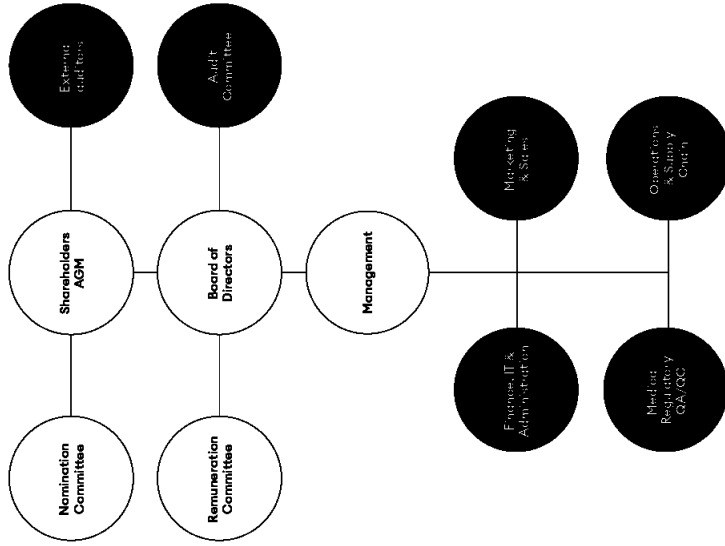 Nomination
Committee
Shareholders
AGM
External
auditors
Remuneration
Committee
Board of
Directors
Audit
Committee
Management
Finance, IT &
Administration
Marketing
& Sales
Medical
Regulatory
QA/QC
Operations
& Supply
Chain